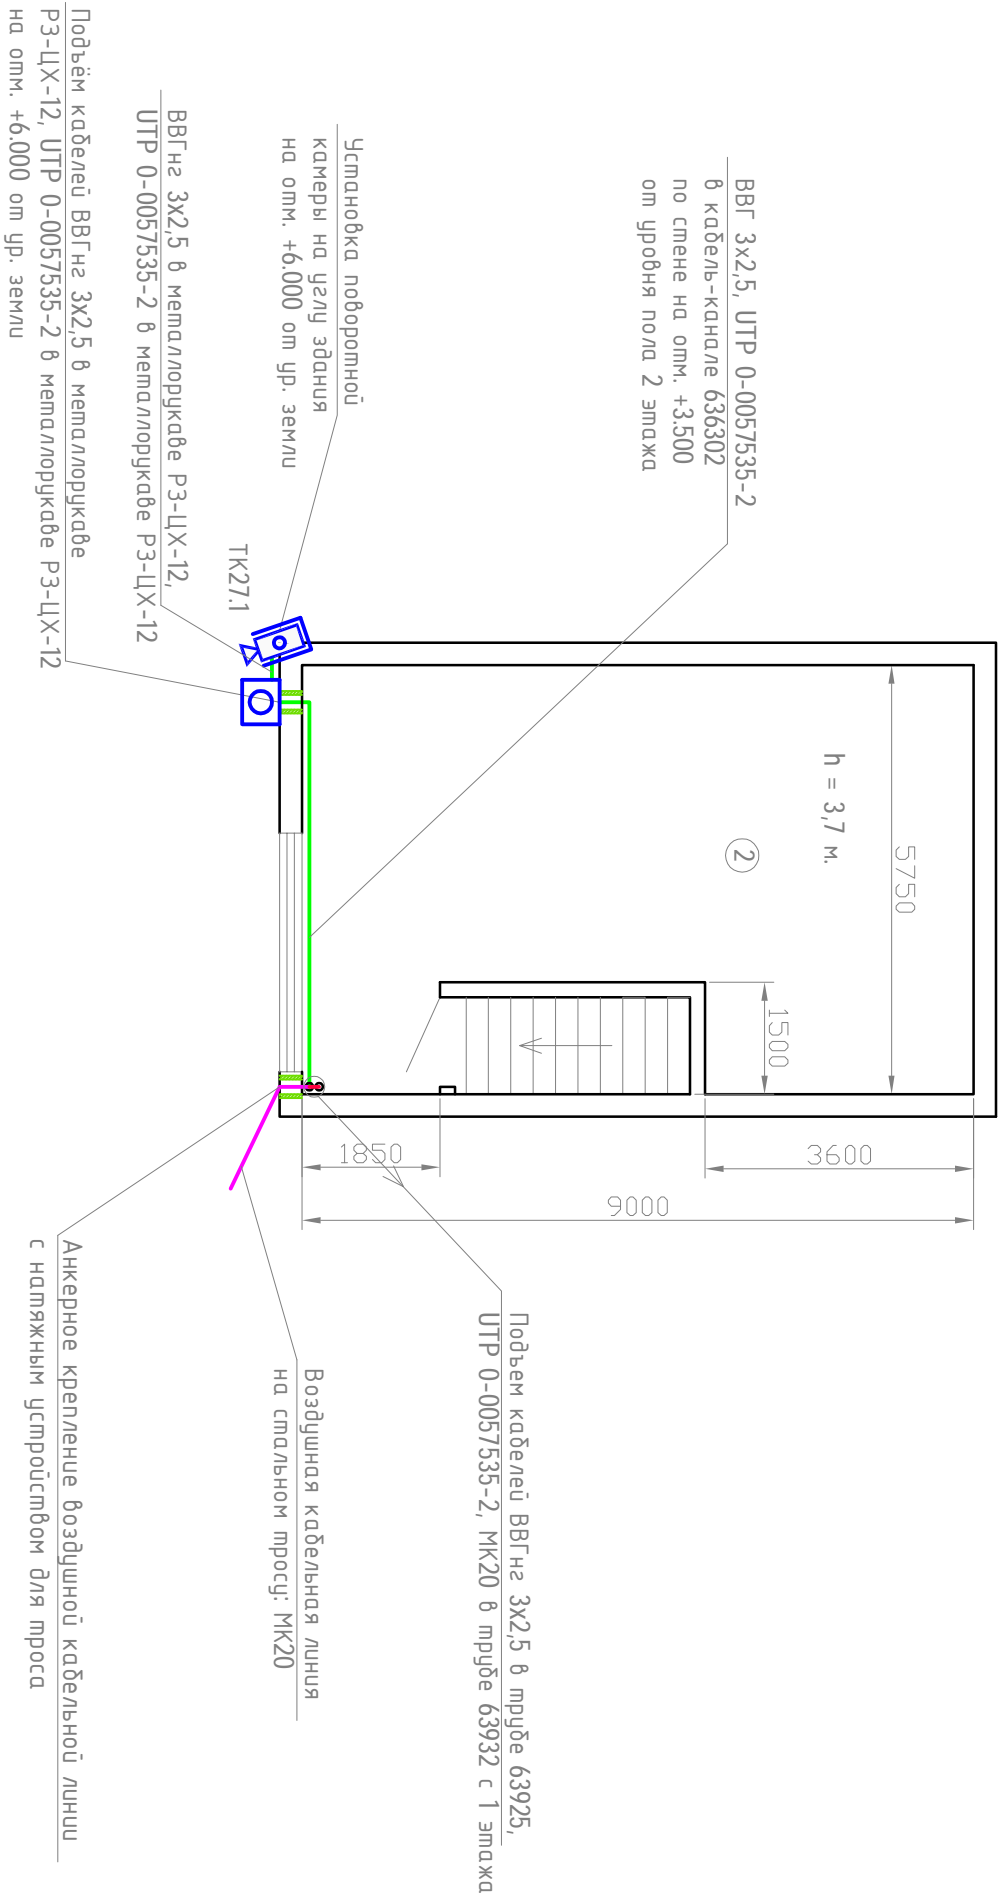 ВВГ 3х2,5, UTP 0-0057535-2
в кабель-канале 636302
по стене на отм. +3.500
от уровня пола 2 этажа
Установка поворотной
камеры на углу здания
на отм. +6.000 от ур. земли
ВВГнг 3х2,5 в металлорукаве РЗ-ЦХ-12,
UTP 0-0057535-2 в металлорукаве РЗ-ЦХ-12
Подъём кабелей ВВГнг 3х2,5 в металлорукаве
РЗ-ЦХ-12, UTP 0-0057535-2 в металлорукаве РЗ-ЦХ-12
на отм. +6.000 от ур. земли
ТК27.1
h = 3,7 м.
2
5750
1500
1850
3600
9000
Подъем кабелей ВВГнг 3х2,5 в трубе 63925,
UTP 0-0057535-2, МК20 в трубе 63932 с 1 этажа
Воздушная кабельная линия
на стальном тросу: МК20
Анкерное крепление воздушной кабельной линии
с натяжным устройством для троса